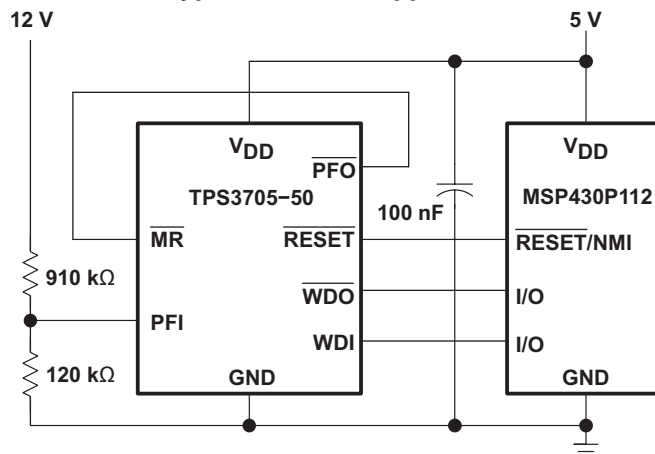 12 V
5 V
VDD
PFO
TPS3705−50
MR
RESET
WDO
PFI
WDI
GND
910 kΩ
120 kΩ
100 nF
VDD
MSP430P112
RESET/NMI
I/O
I/O
GND